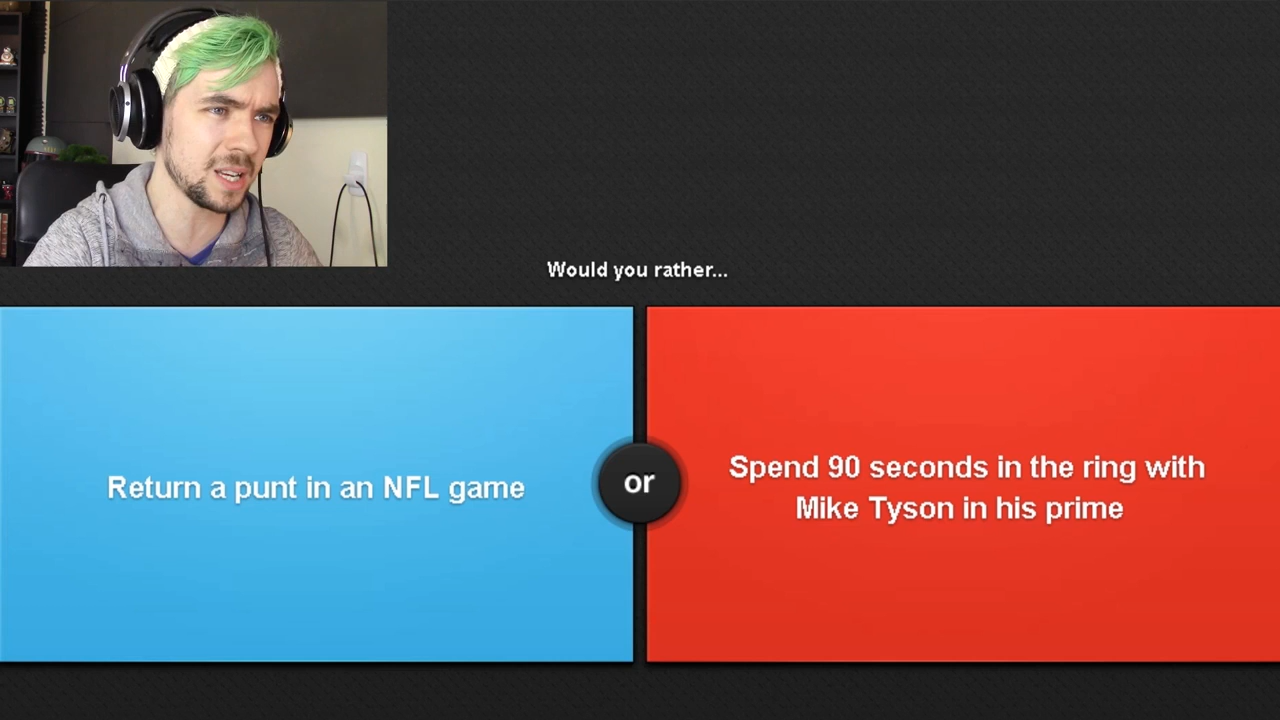 Would you rather...
Return a punt in an NFL game
or
Spend 90 seconds in the ring with
Mike Tyson in his prime